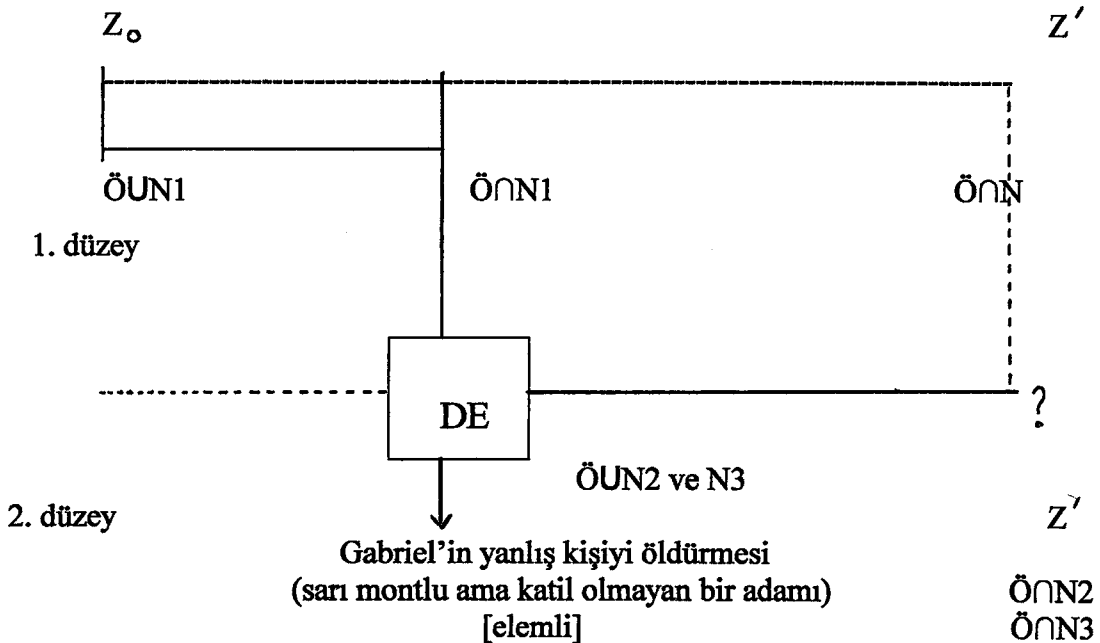 Zo Z′
ÖUN1 Ö∩N1 Ö∩N
1. düzey
DE
?
ÖUN2 ve N3
2. düzey Z′
Gabriel’in yanlış kişiyi öldürmesi
(sarı montlu ama katil olmayan bir adamı) Ö∩N2
[elemli] Ö∩N3